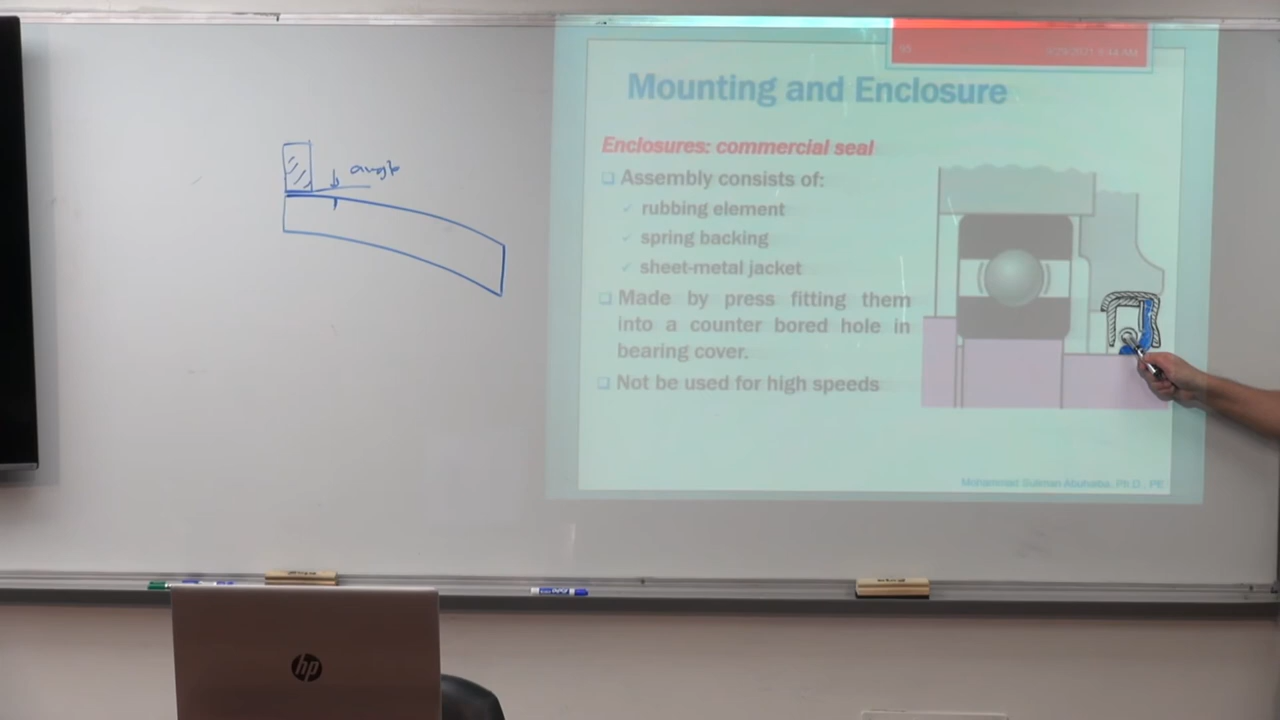 Mounting and Enclosure
Enclosures: commercial seal
Assembly consists of:
rubbing element
spring backing
sheet-metal jacket
Made by press fitting them
into a counter bored hole in
bearing cover.
Not be used for high speeds
angle
hp